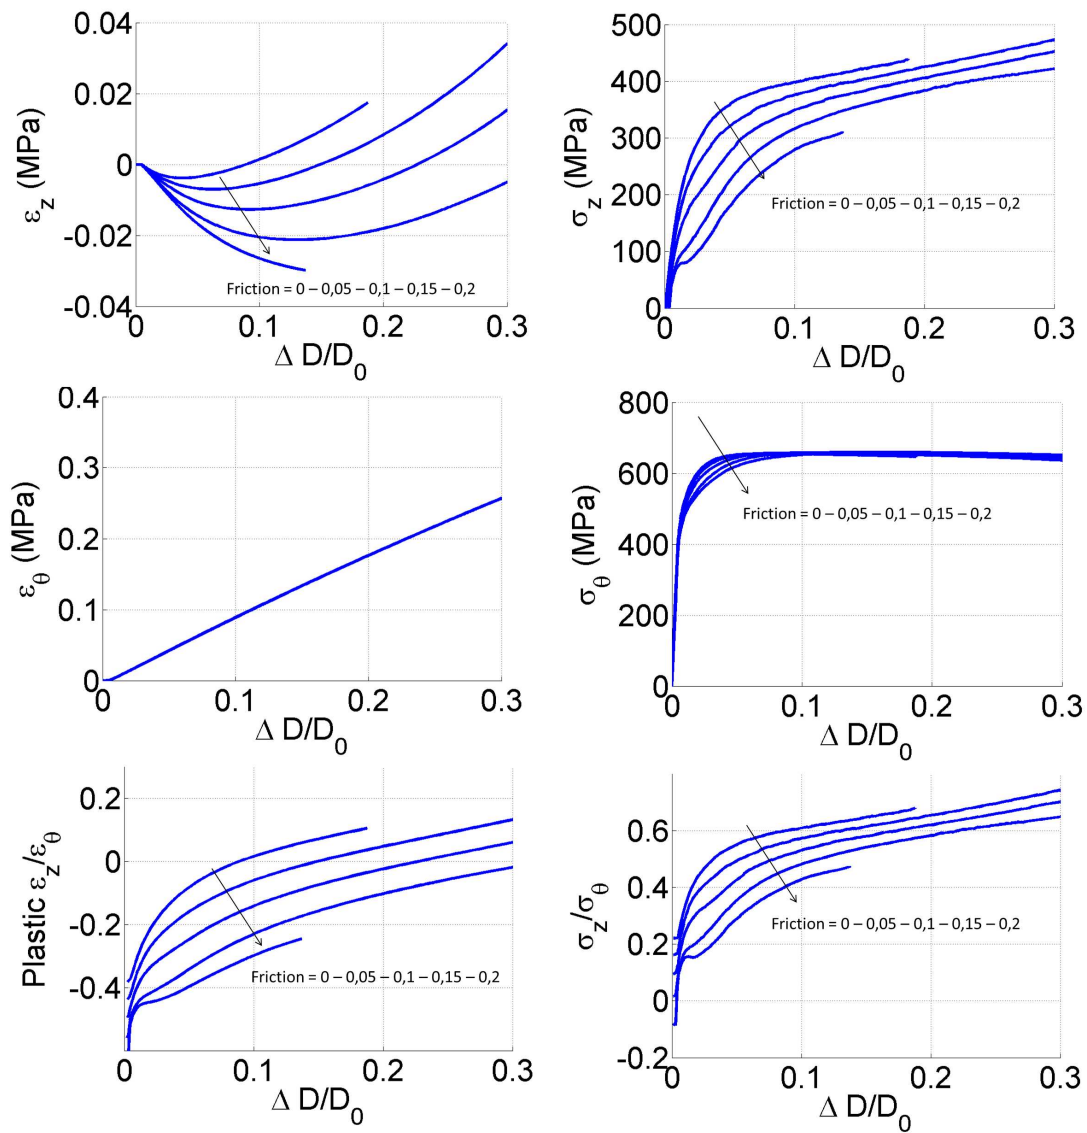 0.04
0.02
0
-0.02
-0.04
ε_z (MPa)
Friction = 0 – 0,05 – 0,1 – 0,15 – 0,2
0 0.1 0.2 0.3
Δ D/D_0
500
400
300
200
100
0
σ_z (MPa)
Friction = 0 – 0,05 – 0,1 – 0,15 – 0,2
0 0.1 0.2 0.3
Δ D/D_0
0.4
0.3
0.2
0.1
0
ε_θ (MPa)
0 0.1 0.2 0.3
Δ D/D_0
800
600
400
200
0
σ_θ (MPa)
Friction = 0 – 0,05 – 0,1 – 0,15 – 0,2
0 0.1 0.2 0.3
Δ D/D_0
0.2
0
-0.2
-0.4
Plastic ε_z/ε_θ
Friction = 0 – 0,05 – 0,1 – 0,15 – 0,2
0 0.1 0.2 0.3
Δ D/D_0
0.6
0.4
0.2
0
-0.2
σ_z/σ_θ
Friction = 0 – 0,05 – 0,1 – 0,15 – 0,2
0 0.1 0.2 0.3
Δ D/D_0